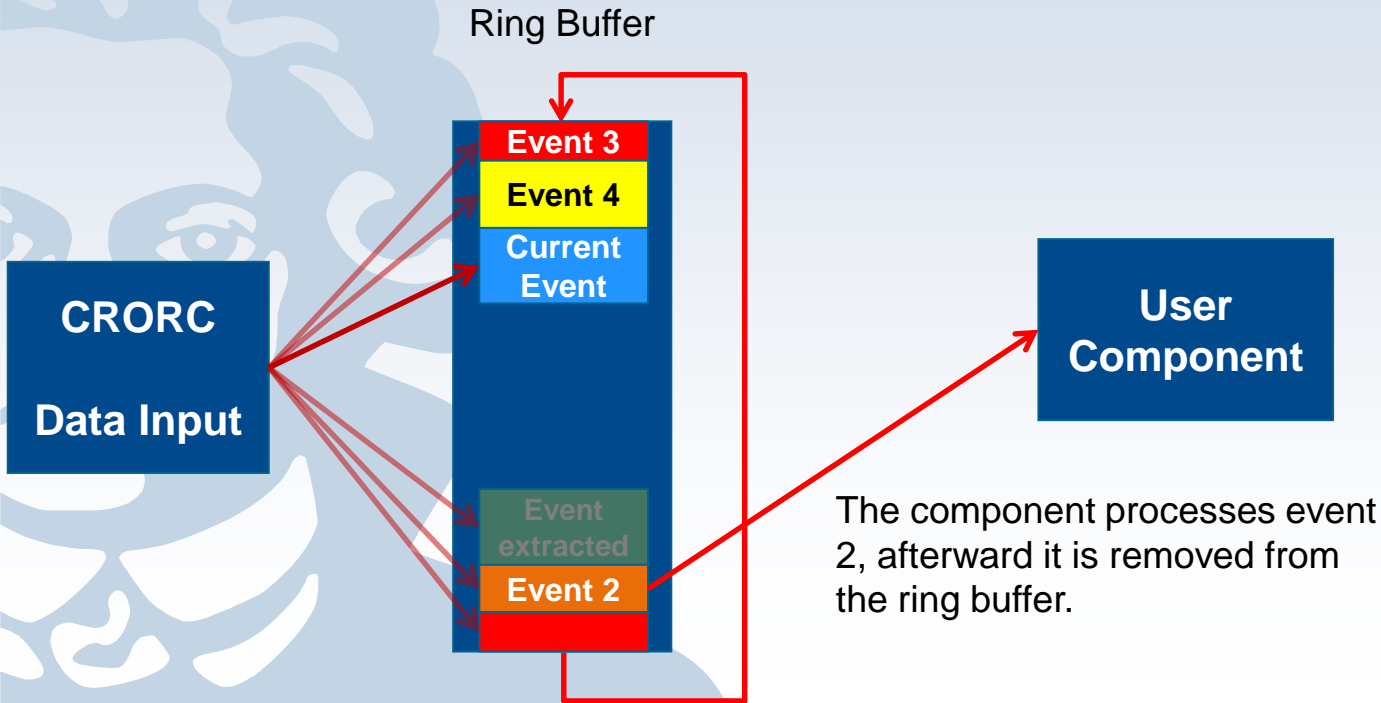 Ring Buffer
Event 3
Event 4
Current
Event
CRORC
Data Input
User
Component
Event
extracted
Event 2
The component processes event
2, afterward it is removed from
the ring buffer.